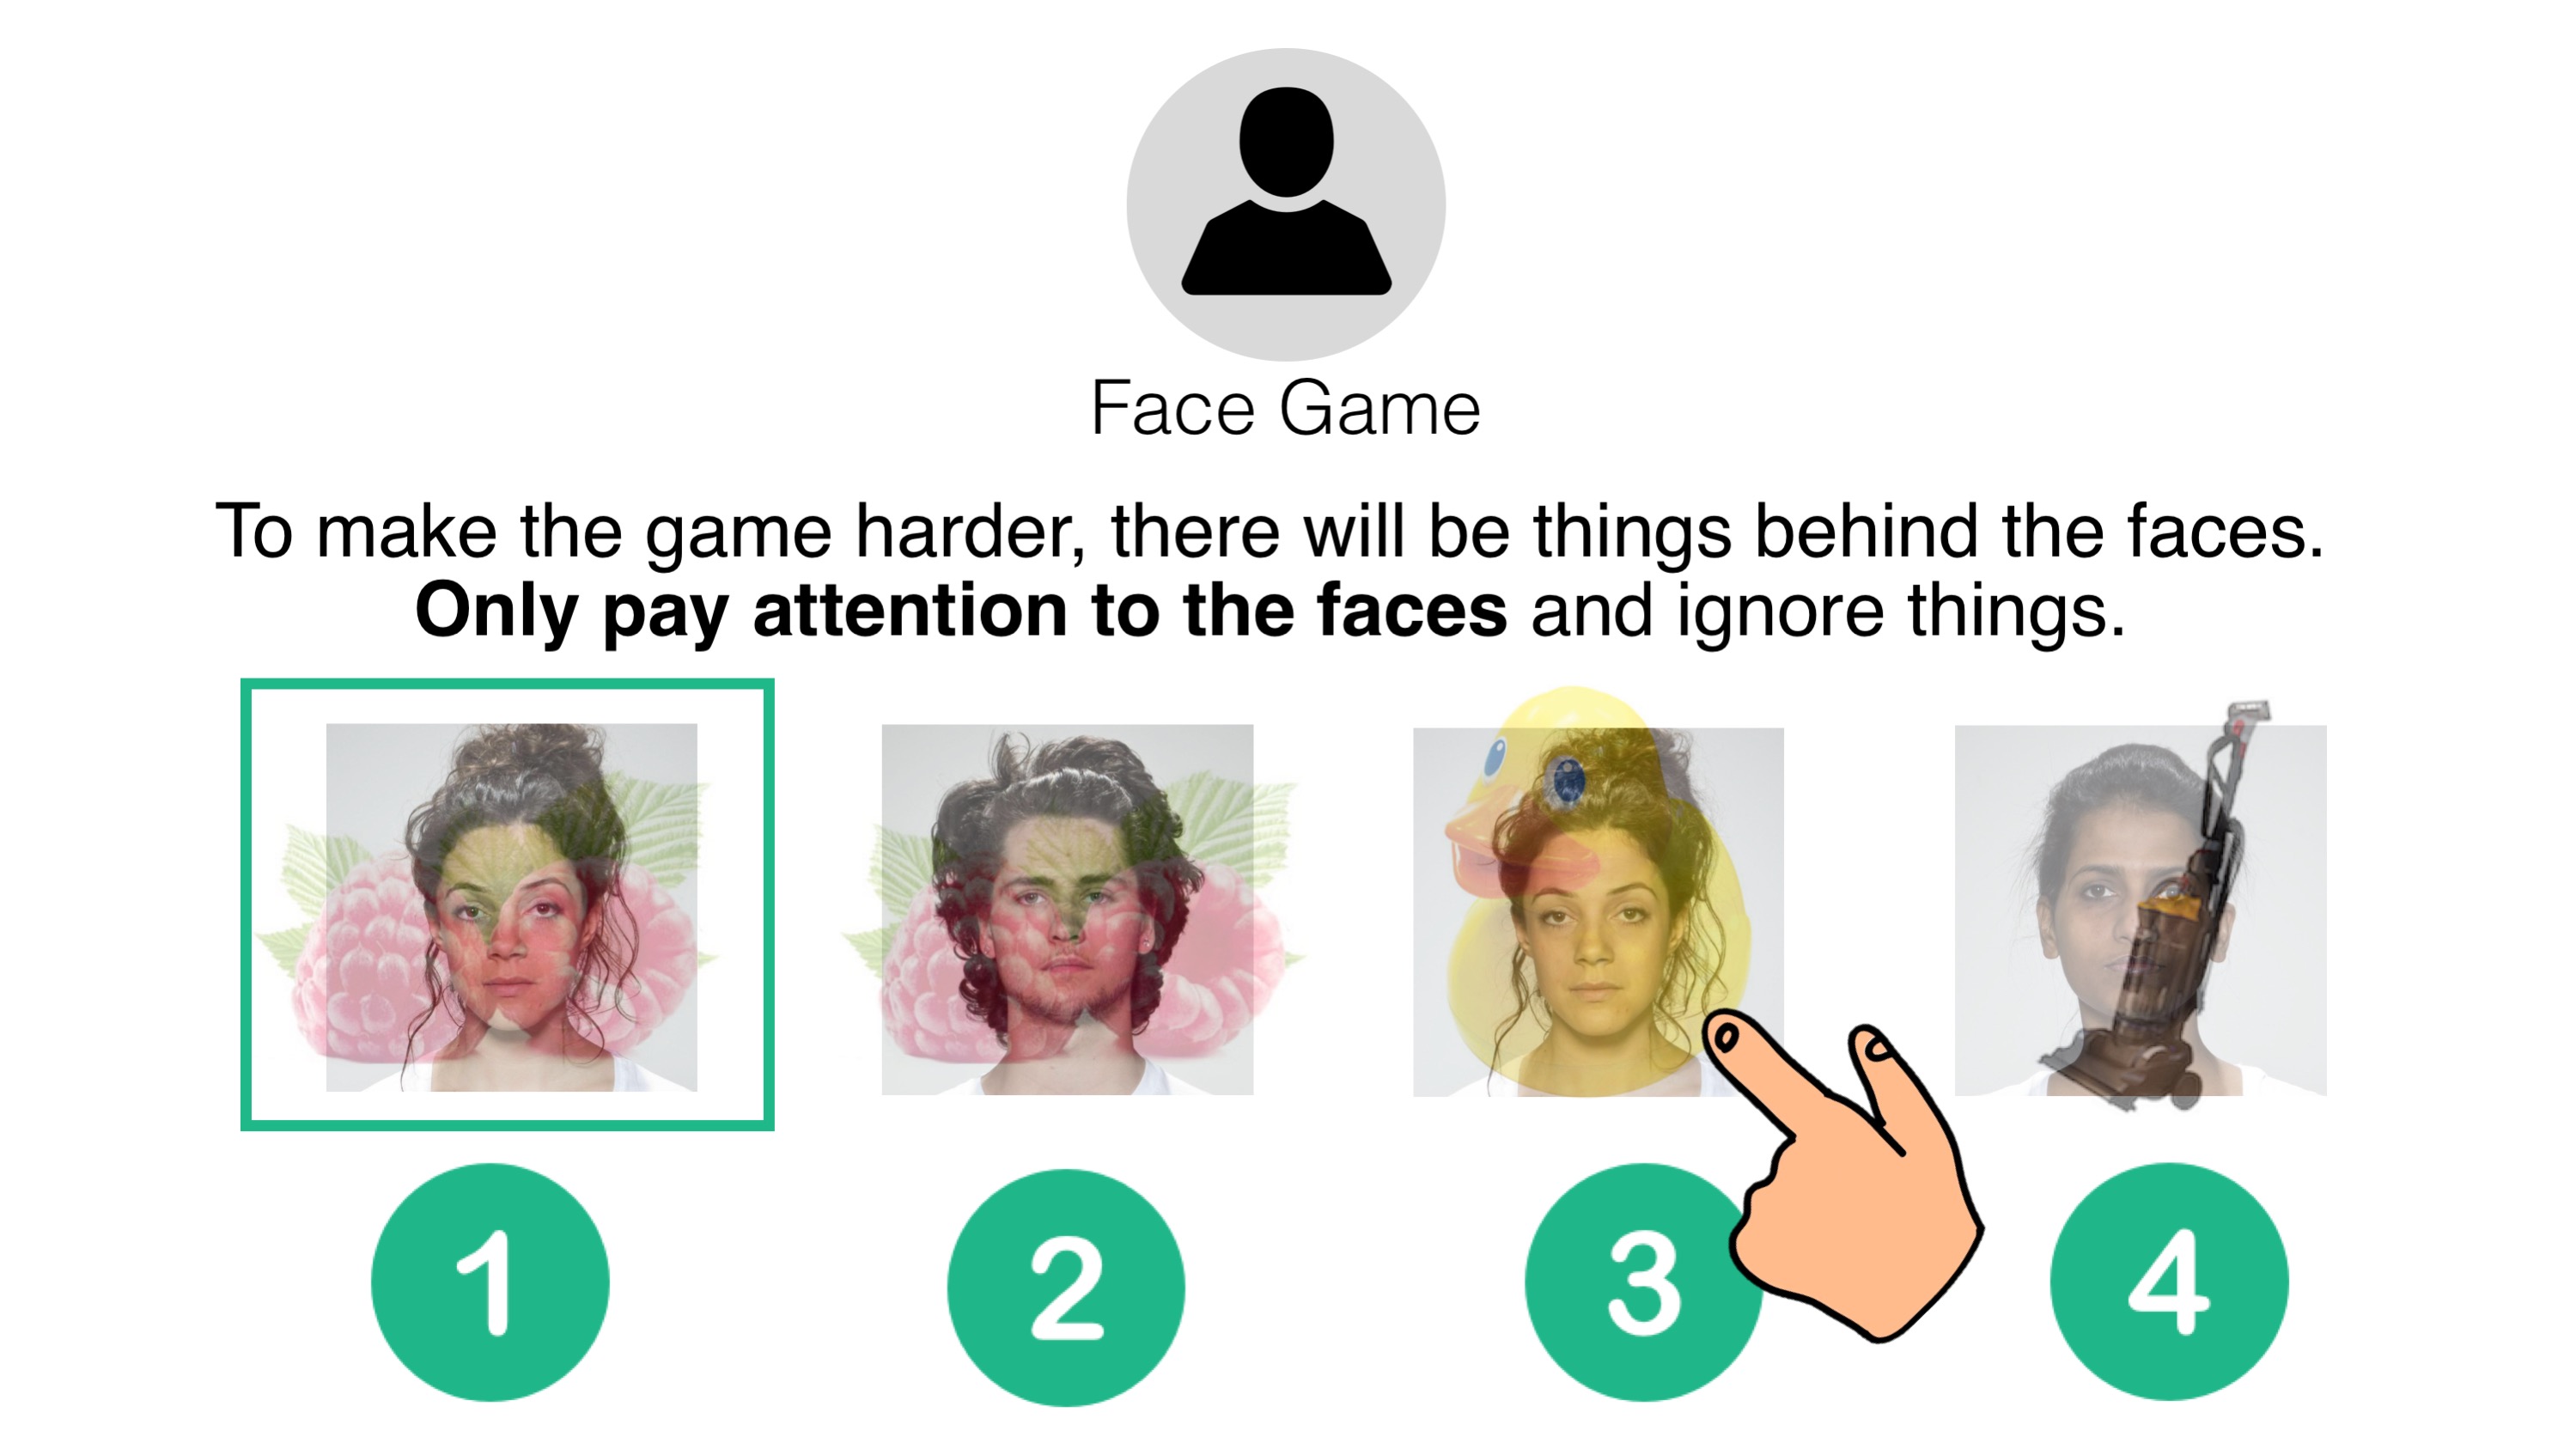 Face Game
To make the game harder, there will be things behind the faces.
Only pay attention to the faces and ignore things.
1 2 3 4